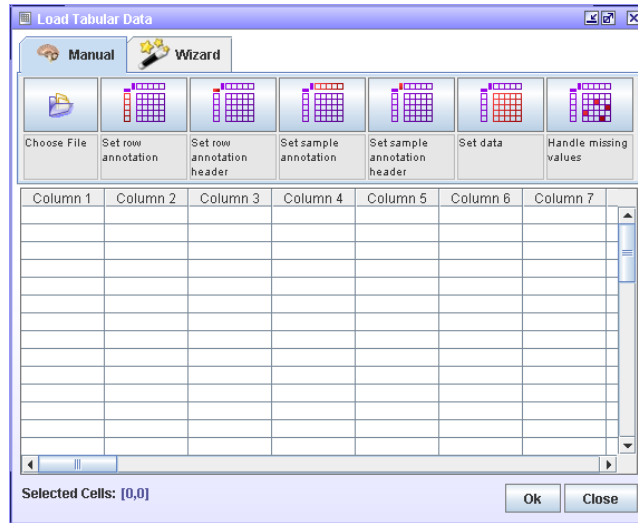 Load Tabular Data
Manual
Wizard
Choose File
Set row
annotation
Set row
annotation
header
Set sample
annotation
Set sample
annotation
header
Set data
Handle missing
values
Column 1 Column 2 Column 3 Column 4 Column 5 Column 6 Column 7
Selected Cells: [0,0]
Ok
Close